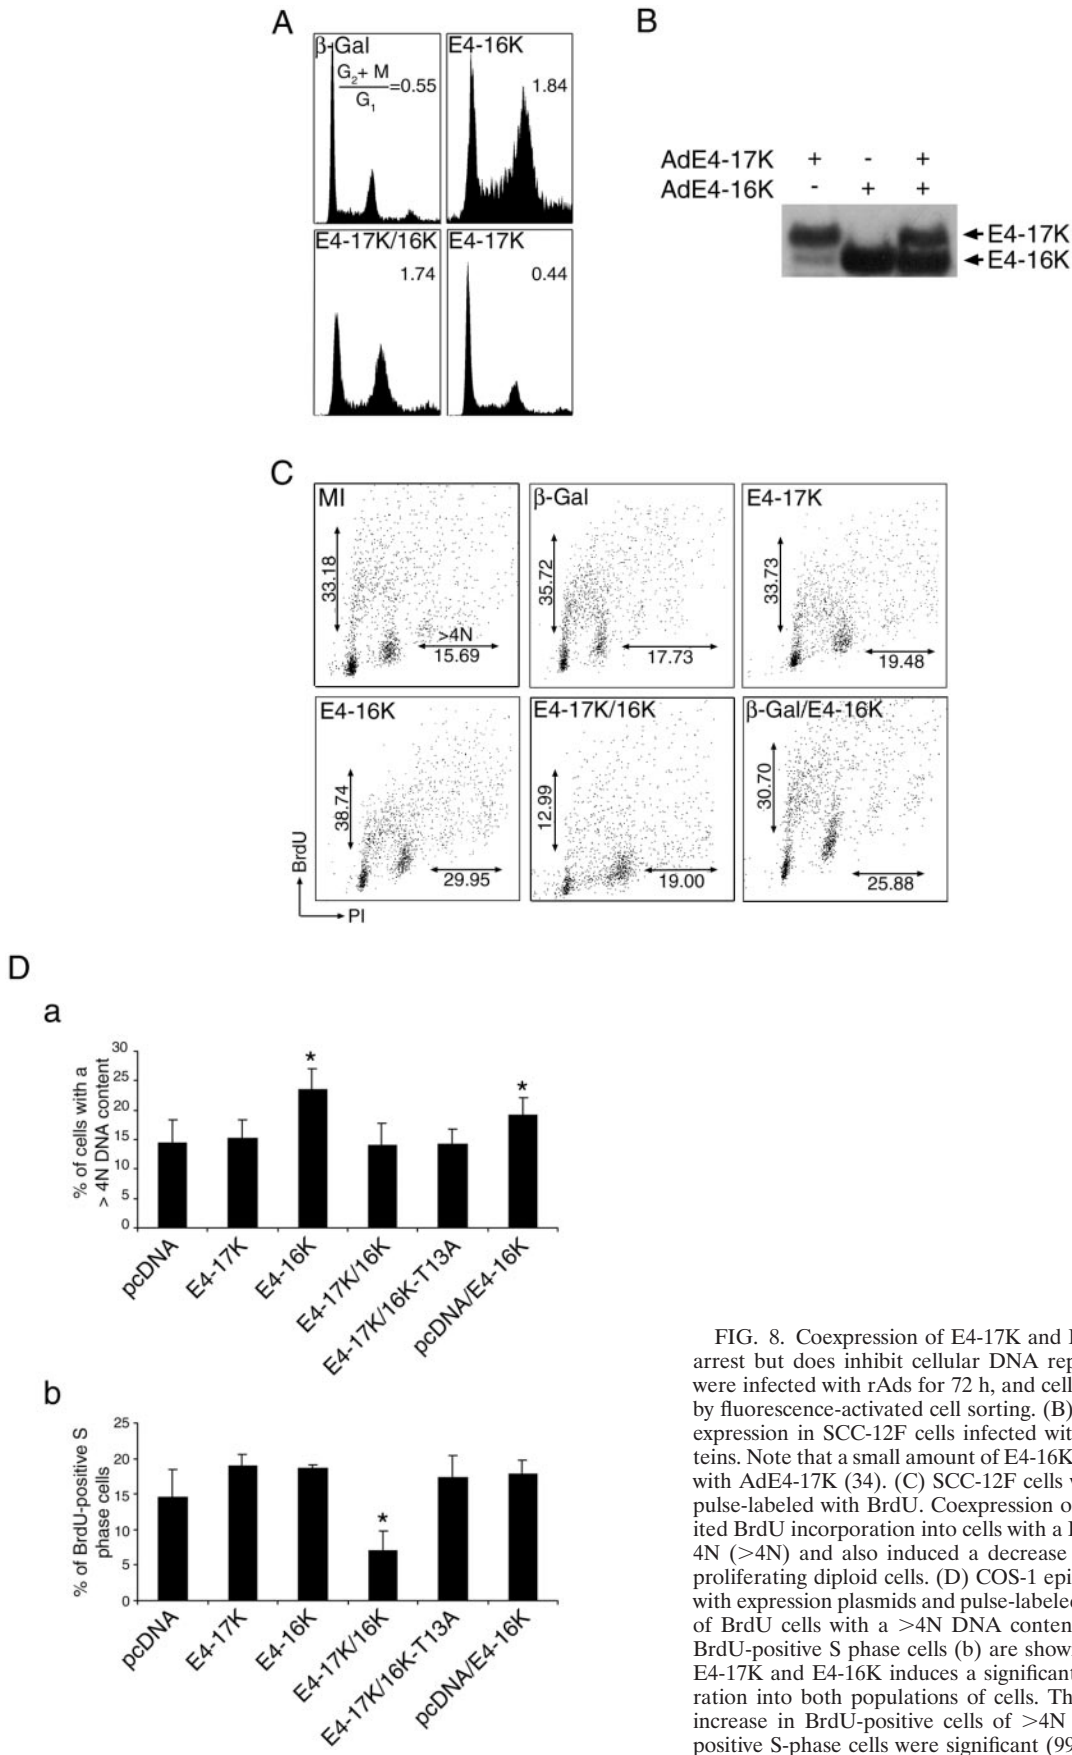 A
B
β-Gal
G2+ M
=0.55
G1
E4-16K
1.84
E4-17K/16K
1.74
E4-17K
0.44
AdE4-17K + - +
AdE4-16K - + +
E4-17K
E4-16K
C
MI
33.18
>4N
15.69
β-Gal
35.72
17.73
E4-17K
33.73
19.48
E4-16K
38.74
29.95
E4-17K/16K
12.99
19.00
β-Gal/E4-16K
30.70
25.88
BrdU
PI
D
a
% of cells with a
> 4N DNA content
30
25
20
15
10
5
0
*
*
pcDNA
E4-17K
E4-16K
E4-17K/16K
E4-17K/16K-T13A
pcDNA/E4-16K
b
% of BrdU-positive S
phase cells
25
20
15
10
5
0
*
pcDNA
E4-17K
E4-16K
E4-17K/16K
E4-17K/16K-T13A
pcDNA/E4-16K
FIG. 8. Coexpression of E4-17K and
arrest but does inhibit cellular DNA rep
were infected with rAds for 72 h, and cell
by fluorescence-activated cell sorting. (B)
expression in SCC-12F cells infected wit
teins. Note that a small amount of E4-16K
with AdE4-17K (34). (C) SCC-12F cells
pulse-labeled with BrdU. Coexpression o
ited BrdU incorporation into cells with a
4N (>4N) and also induced a decrease
proliferating diploid cells. (D) COS-1 epi
with expression plasmids and pulse-labeled
of BrdU cells with a >4N DNA conten
BrdU-positive S phase cells (b) are show
E4-17K and E4-16K induces a significant
ration into both populations of cells. Th
increase in BrdU-positive cells of >4N
positive S-phase cells were significant (99